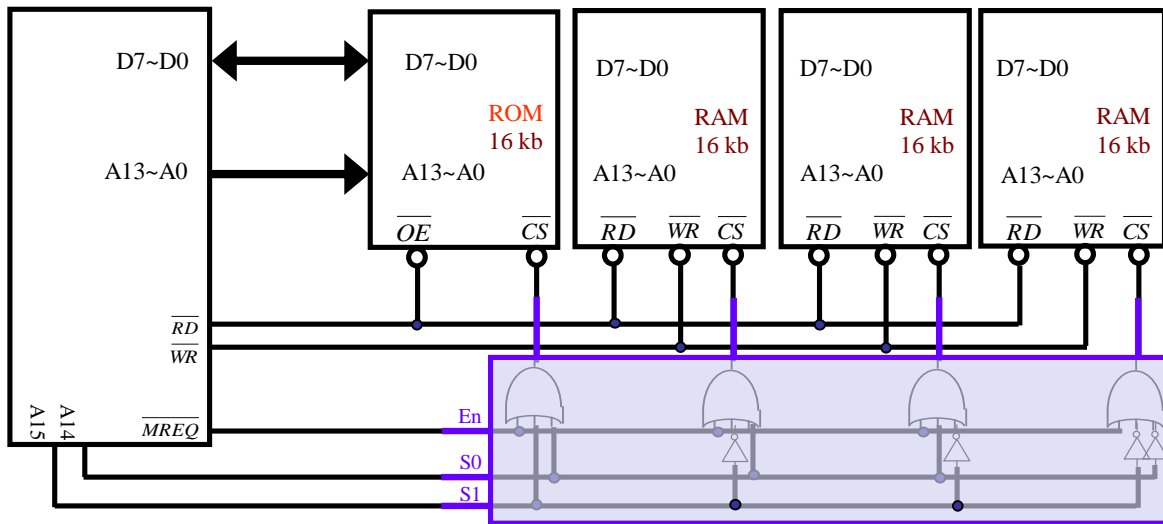 D7~D0
A13~A0
RD
WR
MREQ
A15
A14
D7~D0
ROM
16 kb
A13~A0
OE
CS
D7~D0
RAM
16 kb
A13~A0
RD
WR
CS
D7~D0
RAM
16 kb
A13~A0
RD
WR
CS
D7~D0
RAM
16 kb
A13~A0
RD
WR
CS
En
S0
S1